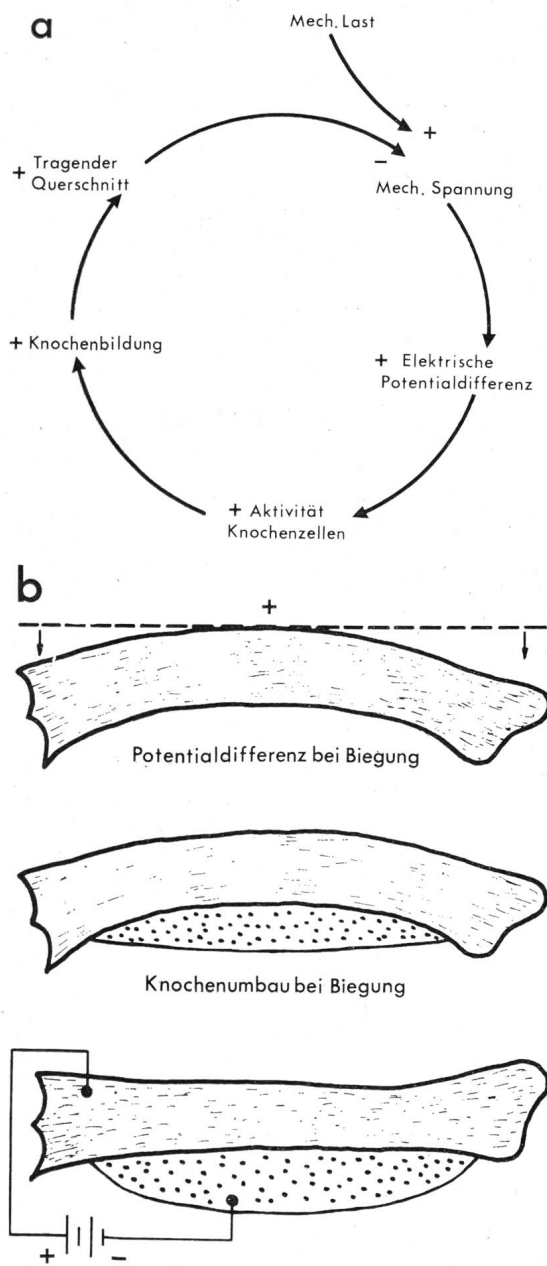 a
Mech. Last
+
−
Mech. Spannung
+ Elektrische
Potentialdifferenz
+ Aktivität
Knochenzellen
+ Knochenbildung
+ Tragender
Querschnitt
b
+
Potentialdifferenz bei Biegung
Knochenumbau bei Biegung
+ −